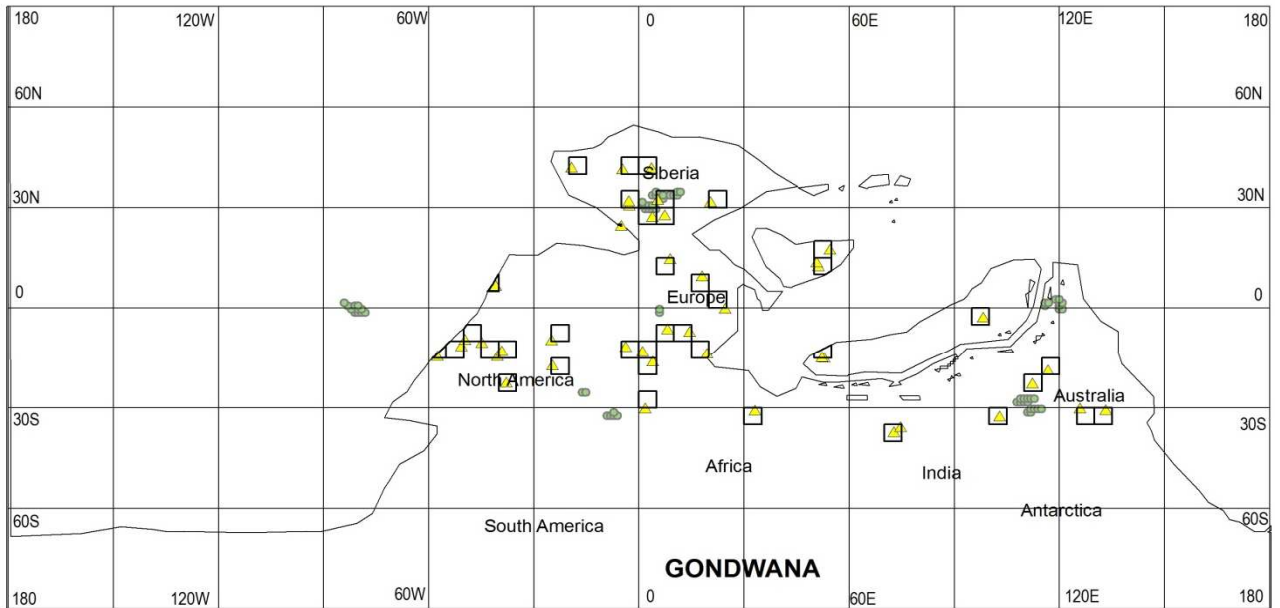 180 120W 60W 0 60E 120E 180
60N 60N
Siberia
30N 30N
0 Europe 0
North America
Australia
30S 30S
Africa
India
Antarctica
60S South America 60S
GONDWANA
180 120W 60W 0 60E 120E 180